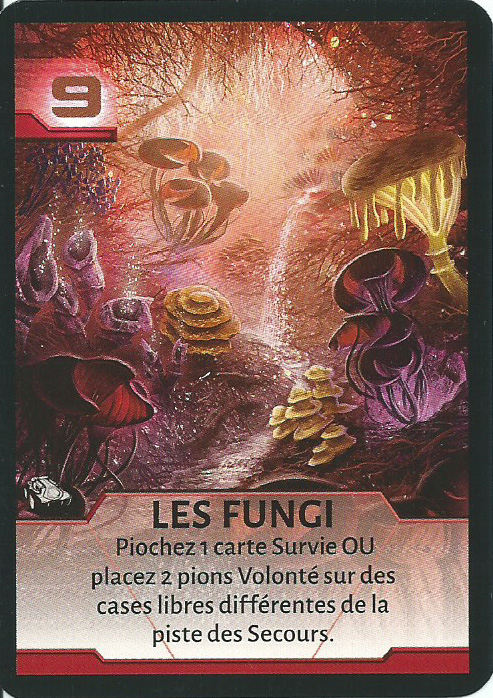 9
LES FUNGI
Piochez 1 carte Survie OU
placez 2 pions Volonté sur des
cases libres différentes de la
piste des Secours.